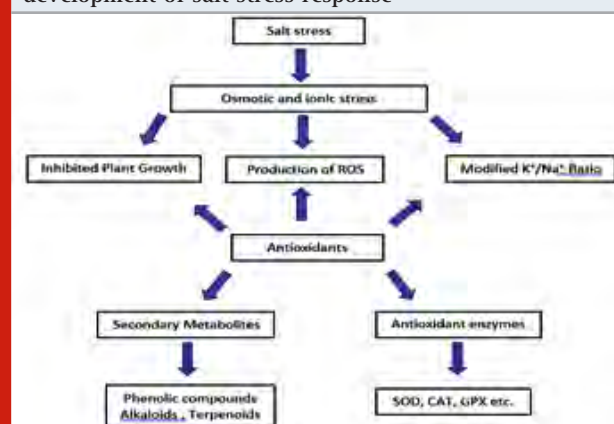 development of salt stress response
Salt stress
Osmotic and ionic stress
Inhibited Plant Growth
Production of ROS
Modified K⁺/Na⁺ Ratio
Antioxidants
Secondary Metabolites
Antioxidant enzymes
Phenolic compounds
Alkaloids , Terpenoids
SOD, CAT, GPX etc.